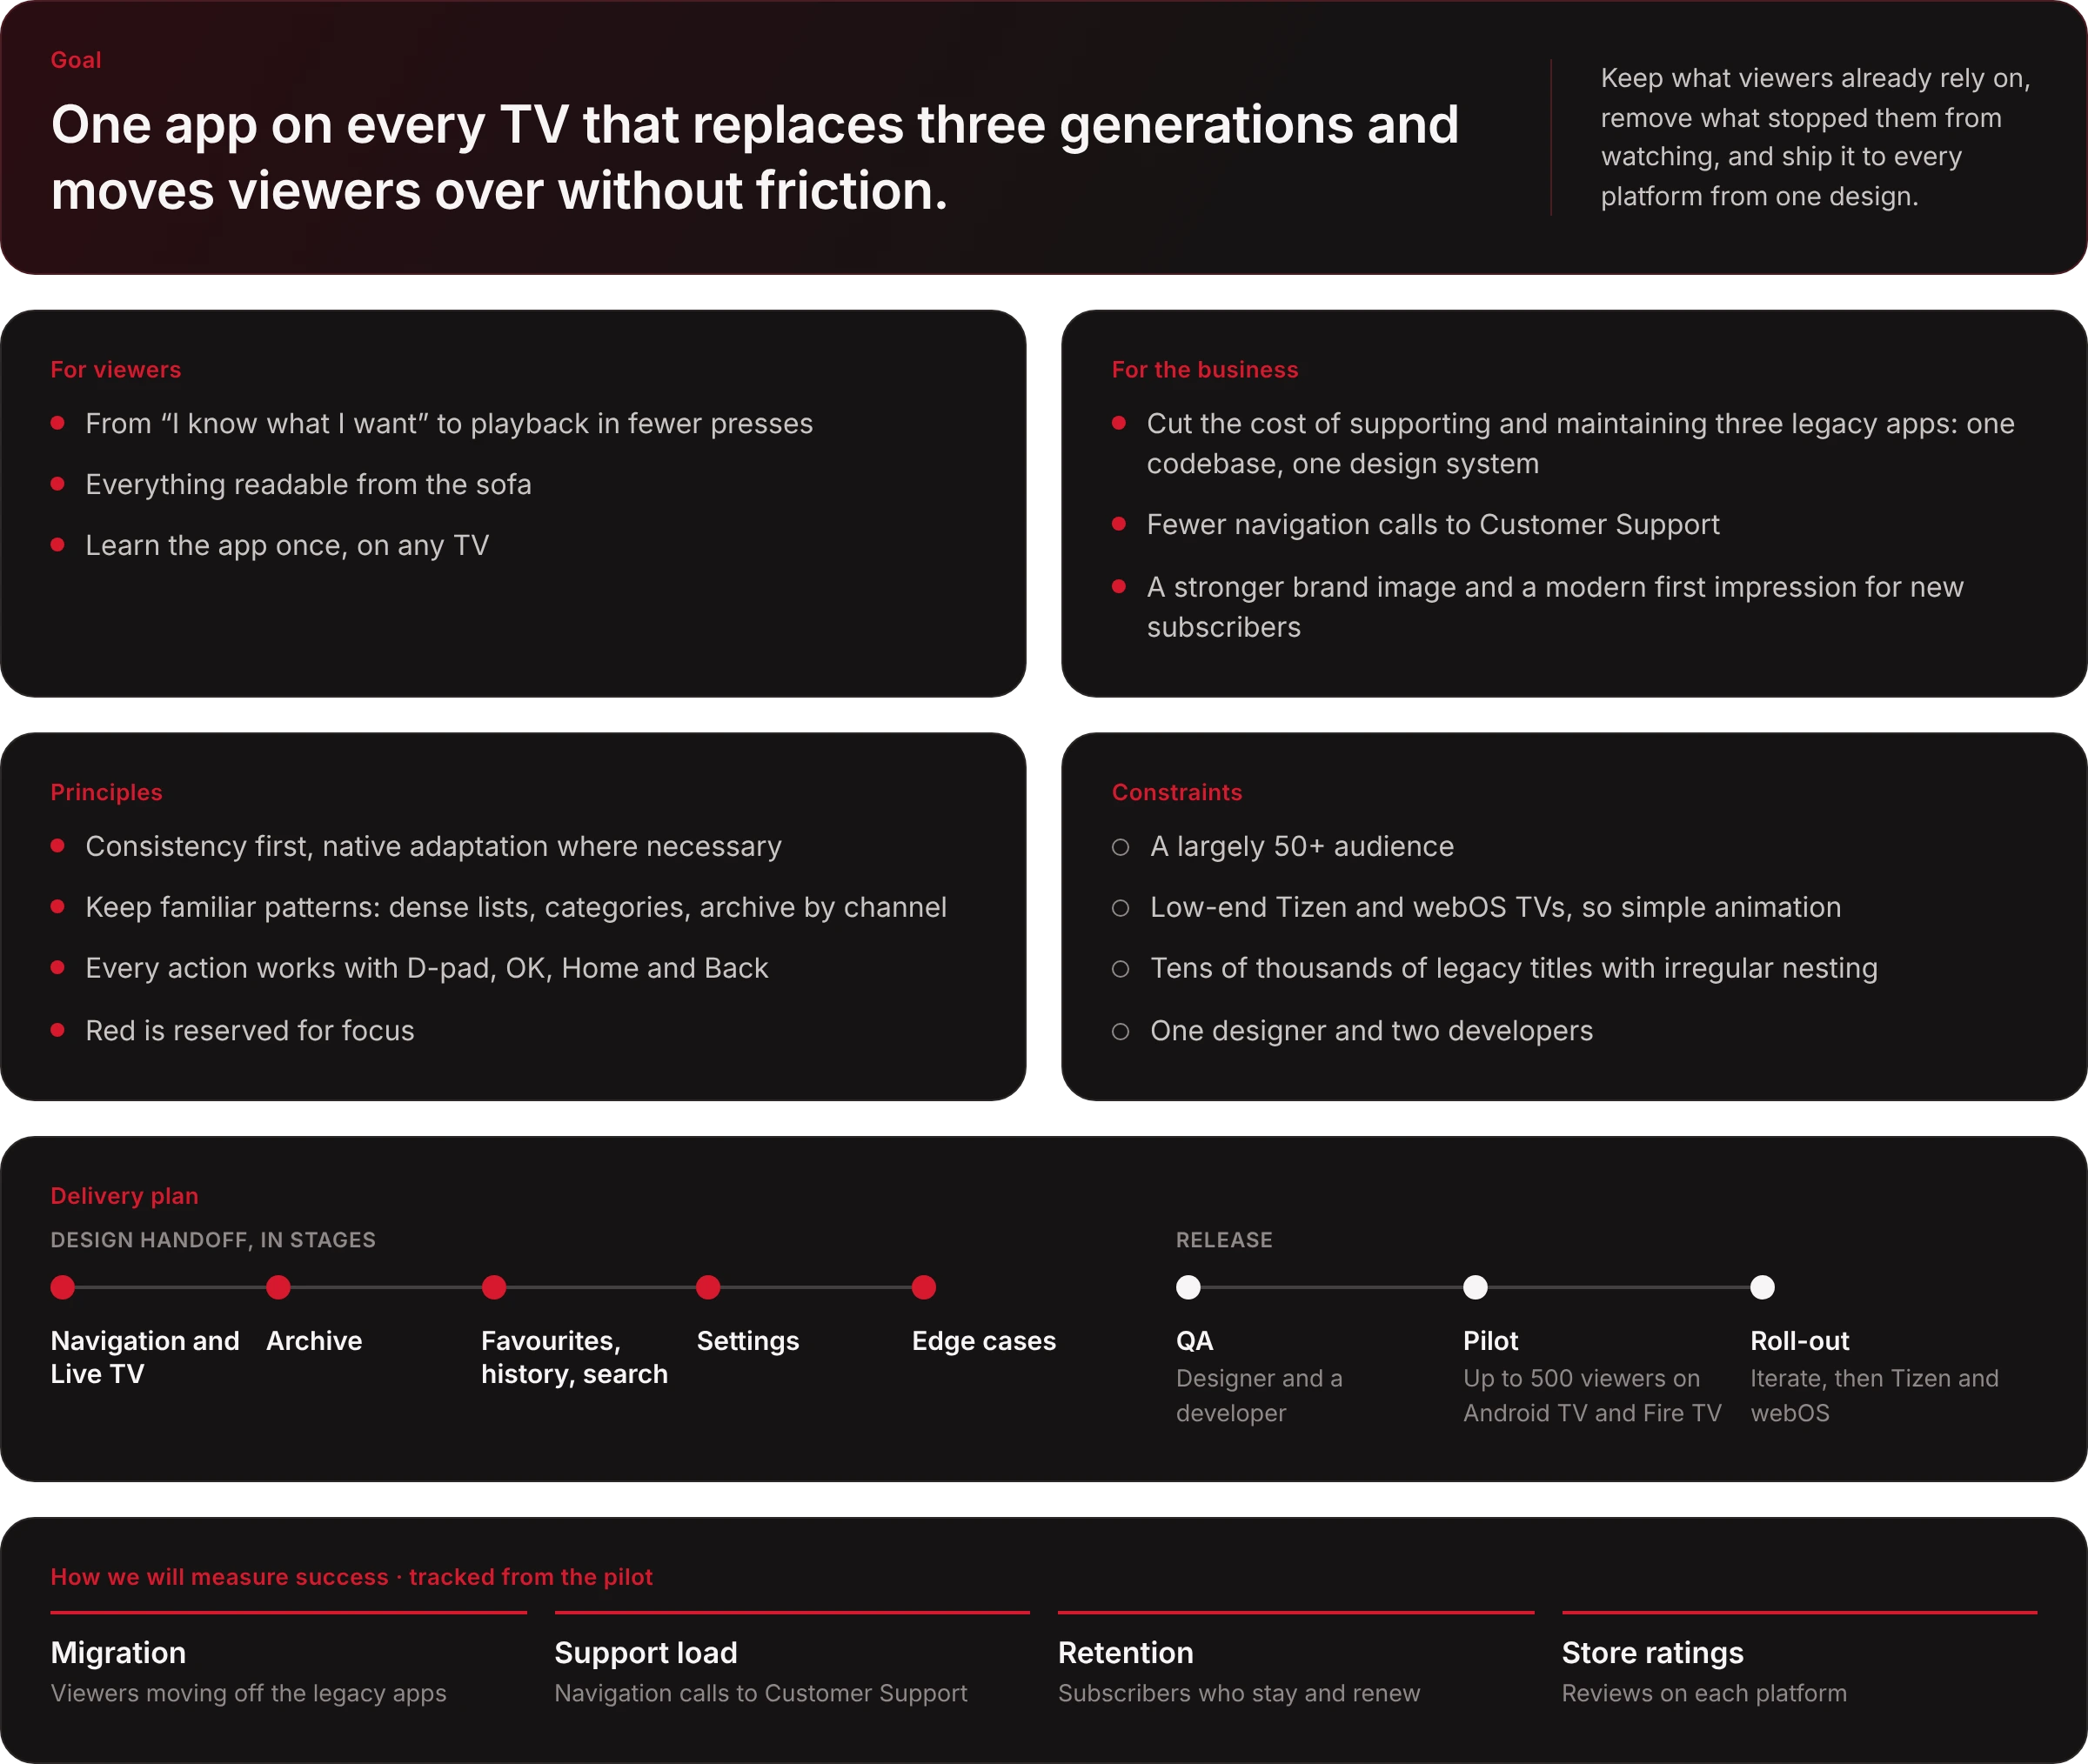 Goal
One app on every TV that replaces three generations and
moves viewers over without friction.
Keep what viewers already rely on,
remove what stopped them from
watching, and ship it to every
platform from one design.
For viewers
From “I know what I want” to playback in fewer presses
Everything readable from the sofa
Learn the app once, on any TV
For the business
Cut the cost of supporting and maintaining three legacy apps: one
codebase, one design system
Fewer navigation calls to Customer Support
A stronger brand image and a modern first impression for new
subscribers
Principles
Consistency first, native adaptation where necessary
Keep familiar patterns: dense lists, categories, archive by channel
Every action works with D-pad, OK, Home and Back
Red is reserved for focus
Constraints
A largely 50+ audience
Low-end Tizen and webOS TVs, so simple animation
Tens of thousands of legacy titles with irregular nesting
One designer and two developers
Delivery plan
DESIGN HANDOFF, IN STAGES
Navigation and
Live TV
Archive
Favourites,
history, search
Settings
Edge cases
RELEASE
QA
Designer and a
developer
Pilot
Up to 500 viewers on
Android TV and Fire TV
Roll-out
Iterate, then Tizen and
webOS
How we will measure success · tracked from the pilot
Migration
Viewers moving off the legacy apps
Support load
Navigation calls to Customer Support
Retention
Subscribers who stay and renew
Store ratings
Reviews on each platform